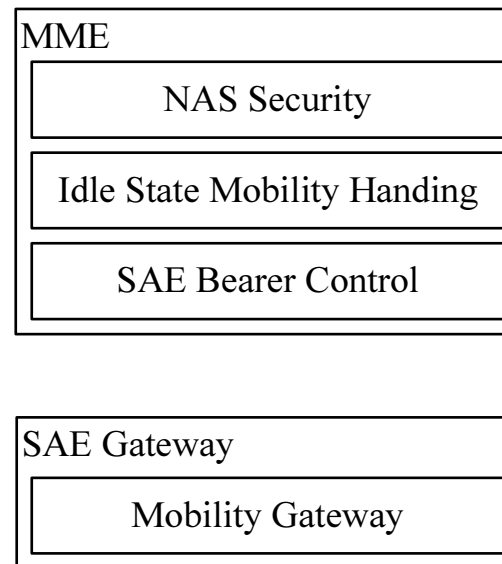 MME
NAS Security
Idle State Mobility Handing
SAE Bearer Control
SAE Gateway
Mobility Gateway